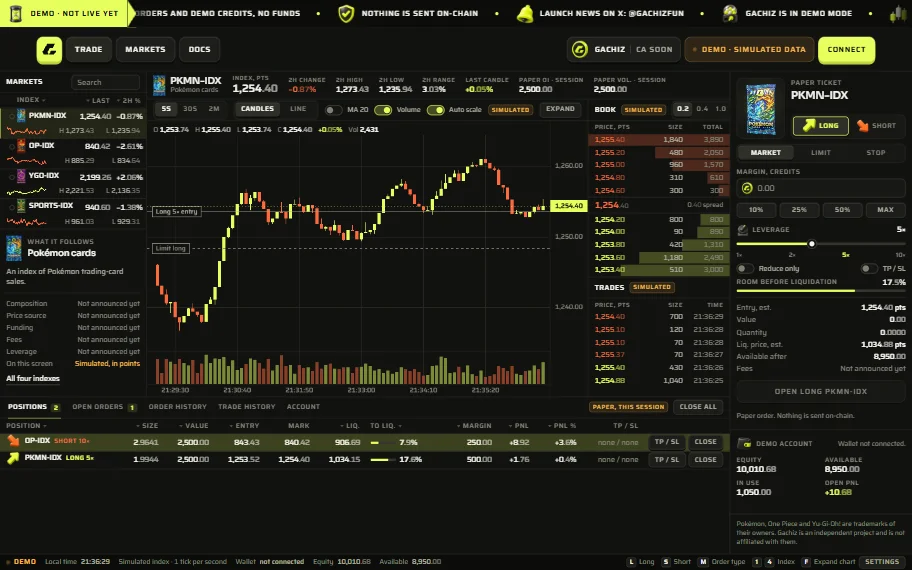 DEMO · NOT LIVE YET
ORDERS AND DEMO CREDITS, NO FUNDS • NOTHING IS SENT ON-CHAIN • LAUNCH NEWS ON X: @GACHIZFUN • GACHIZ IS IN DEMO MODE
TRADE MARKETS DOCS
GACHIZ | CA SOON
DEMO · SIMULATED DATA
CONNECT
MARKETS
Search
INDEX LAST 2H %
PKMN-IDX 1,254.40 -0.87%
H 1,273.43 L 1,235.94
OP-IDX 840.42 -2.61%
H 885.29 L 834.64
YGO-IDX 2,199.26 +2.06%
H 2,221.53 L 2,136.35
SPORTS-IDX 940.60 -1.38%
H 961.03 L 929.31
WHAT IT FOLLOWS
Pokémon cards
An index of Pokémon trading-card sales.
Composition Not announced yet
Price source Not announced yet
Funding Not announced yet
Fees Not announced yet
Leverage Not announced yet
On this screen Simulated, in points
All four indexes
PKMN-IDX
Pokémon cards
INDEX, PTS 1,254.40
2H CHANGE -0.87%
2H HIGH 1,273.43
2H LOW 1,235.94
2H RANGE 3.03%
LAST CANDLE +0.05%
PAPER OI · SESSION 2,500.00
PAPER VOL. · SESSION 2,500.00
5S 30S 2M
CANDLES LINE
MA 20 Volume Auto scale
SIMULATED
EXPAND
O 1,253.74 H 1,255.40 L 1,253.74 C 1,254.40 +0.05% Vol 2,431
Long 5× entry
Limit long
1,260.00
1,254.40
1,250.00
1,240.00
21:29:30 21:30:40 21:31:50 21:33:00 21:34:10 21:35:20
BOOK SIMULATED 0.2 0.4 1.0
PRICE, PTS SIZE TOTAL
1,255.40 1,840 3,890
1,255.20 480 2,050
1,255.00 960 1,570
1,254.80 310 610
1,254.60 300 300
1,254.40 0.40 spread
1,254.20 800 800
1,254.00 90 890
1,253.80 420 1,310
1,253.60 1,180 2,490
1,253.40 510 3,000
TRADES SIMULATED
PRICE, PTS SIZE TIME
1,254.40 700 21:36:29
1,255.10 120 21:36:28
1,255.10 70 21:36:28
1,255.37 70 21:36:27
1,255.40 430 21:36:26
1,254.88 1,040 21:36:25
PAPER TICKET
PKMN-IDX
LONG SHORT
MARKET LIMIT STOP
MARGIN, CREDITS
0.00
10% 25% 50% MAX
LEVERAGE 5×
1× 2× 5× 10×
Reduce only TP / SL
ROOM BEFORE LIQUIDATION 17.5%
Entry, est. 1,254.40 pts
Value 0.00
Quantity 0.0000
Liq. price, est. 1,034.88 pts
Available after 8,950.00
Fees Not announced yet
OPEN LONG PKMN-IDX
Paper order. Nothing is sent on-chain.
DEMO ACCOUNT Wallet not connected.
EQUITY AVAILABLE
10,010.68 8,950.00
IN USE OPEN PNL
1,050.00 +10.68
Pokémon, One Piece and Yu-Gi-Oh! are trademarks of their owners. Gachiz is an independent project and is not affiliated with them.
POSITIONS 2 OPEN ORDERS 1 ORDER HISTORY TRADE HISTORY ACCOUNT
PAPER, THIS SESSION
CLOSE ALL
POSITION SIZE VALUE ENTRY MARK LIQ. TO LIQ. MARGIN PNL PNL % TP / SL
OP-IDX SHORT 10× 2.9641 2,500.00 843.43 840.42 906.69 7.9% 250.00 +8.92 +3.6% none / none TP / SL CLOSE
PKMN-IDX LONG 5× 1.9944 2,500.00 1,253.52 1,254.40 1,034.15 17.6% 500.00 +1.76 +0.4% none / none TP / SL CLOSE
DEMO Local time 21:36:29 Simulated index · 1 tick per second Wallet not connected Equity 10,010.68 Available 8,950.00
L Long S Short M Order type 1 4 Index F Expand chart SETTINGS